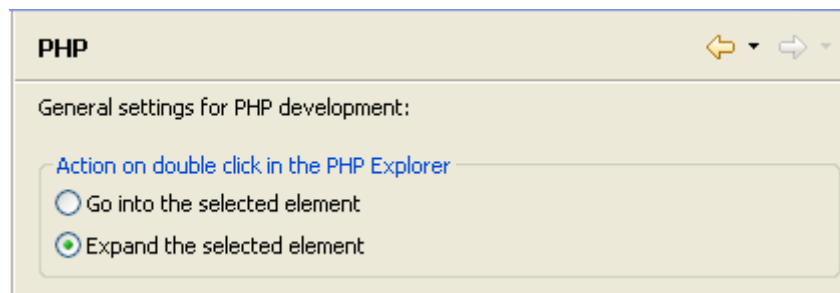 PHP
General settings for PHP development:
Action on double click in the PHP Explorer
Go into the selected element
Expand the selected element